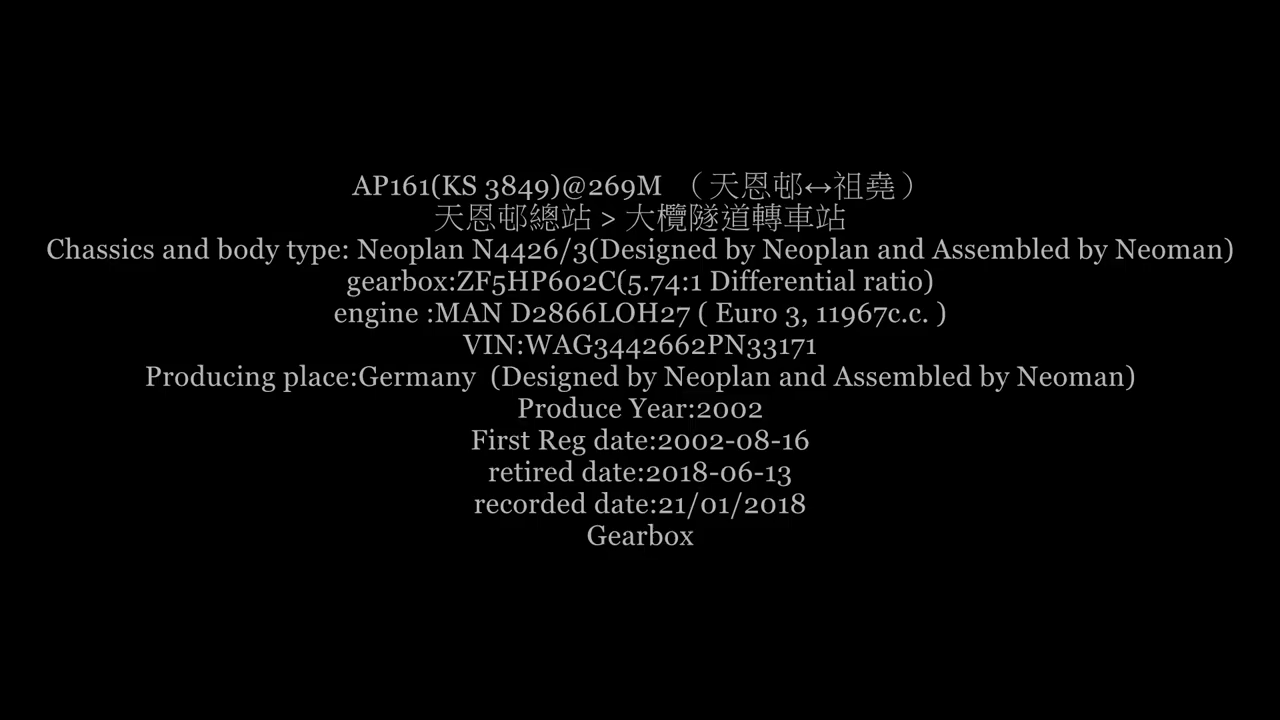 AP161(KS 3849)@269M （天恩邨↔祖堯）
天恩邨總站 > 大欖隧道轉車站
Chassics and body type: Neoplan N4426/3(Designed by Neoplan and Assembled by Neoman)
gearbox:ZF5HP602C(5.74:1 Differential ratio)
engine :MAN D2866LOH27 ( Euro 3, 11967c.c. )
VIN:WAG3442662PN33171
Producing place:Germany (Designed by Neoplan and Assembled by Neoman)
Produce Year:2002
First Reg date:2002-08-16
retired date:2018-06-13
recorded date:21/01/2018
Gearbox